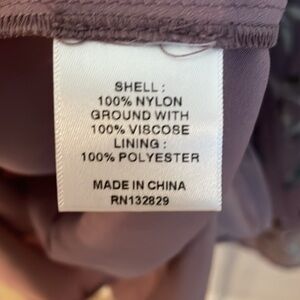 SHELL :
100% NYLON
GROUND WITH
100% VISCOSE
LINING :
100% POLYESTER
MADE IN CHINA
RN132829